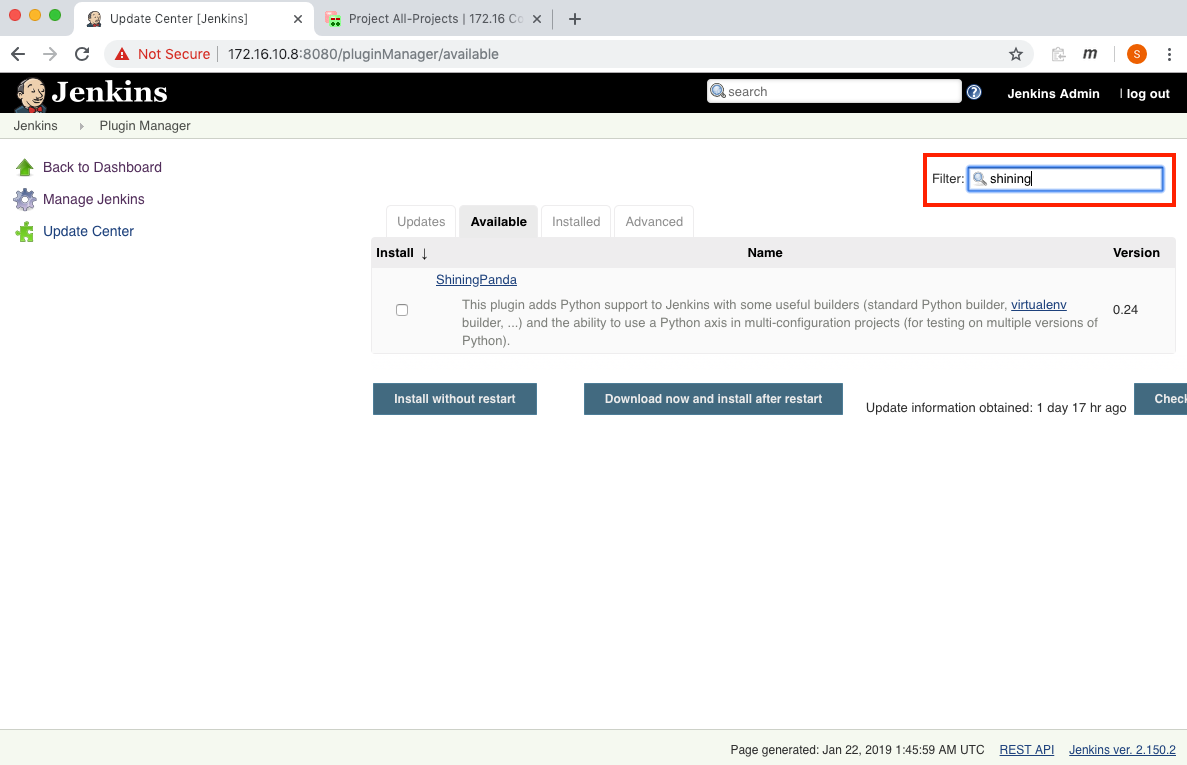 Update Center [Jenkins]
Project All-Projects | 172.16 Co
Not Secure
172.16.10.8:8080/pluginManager/available
m
S
Jenkins
search
Jenkins Admin
| log out
Jenkins
Plugin Manager
Back to Dashboard
Manage Jenkins
Update Center
Filter:
shining
Updates
Available
Installed
Advanced
Install ↓
Name
Version
ShiningPanda
This plugin adds Python support to Jenkins with some useful builders (standard Python builder, virtualenv
builder, ...) and the ability to use a Python axis in multi-configuration projects (for testing on multiple versions of
Python).
0.24
Install without restart
Download now and install after restart
Update information obtained: 1 day 17 hr ago
Check
Page generated: Jan 22, 2019 1:45:59 AM UTC
REST API
Jenkins ver. 2.150.2